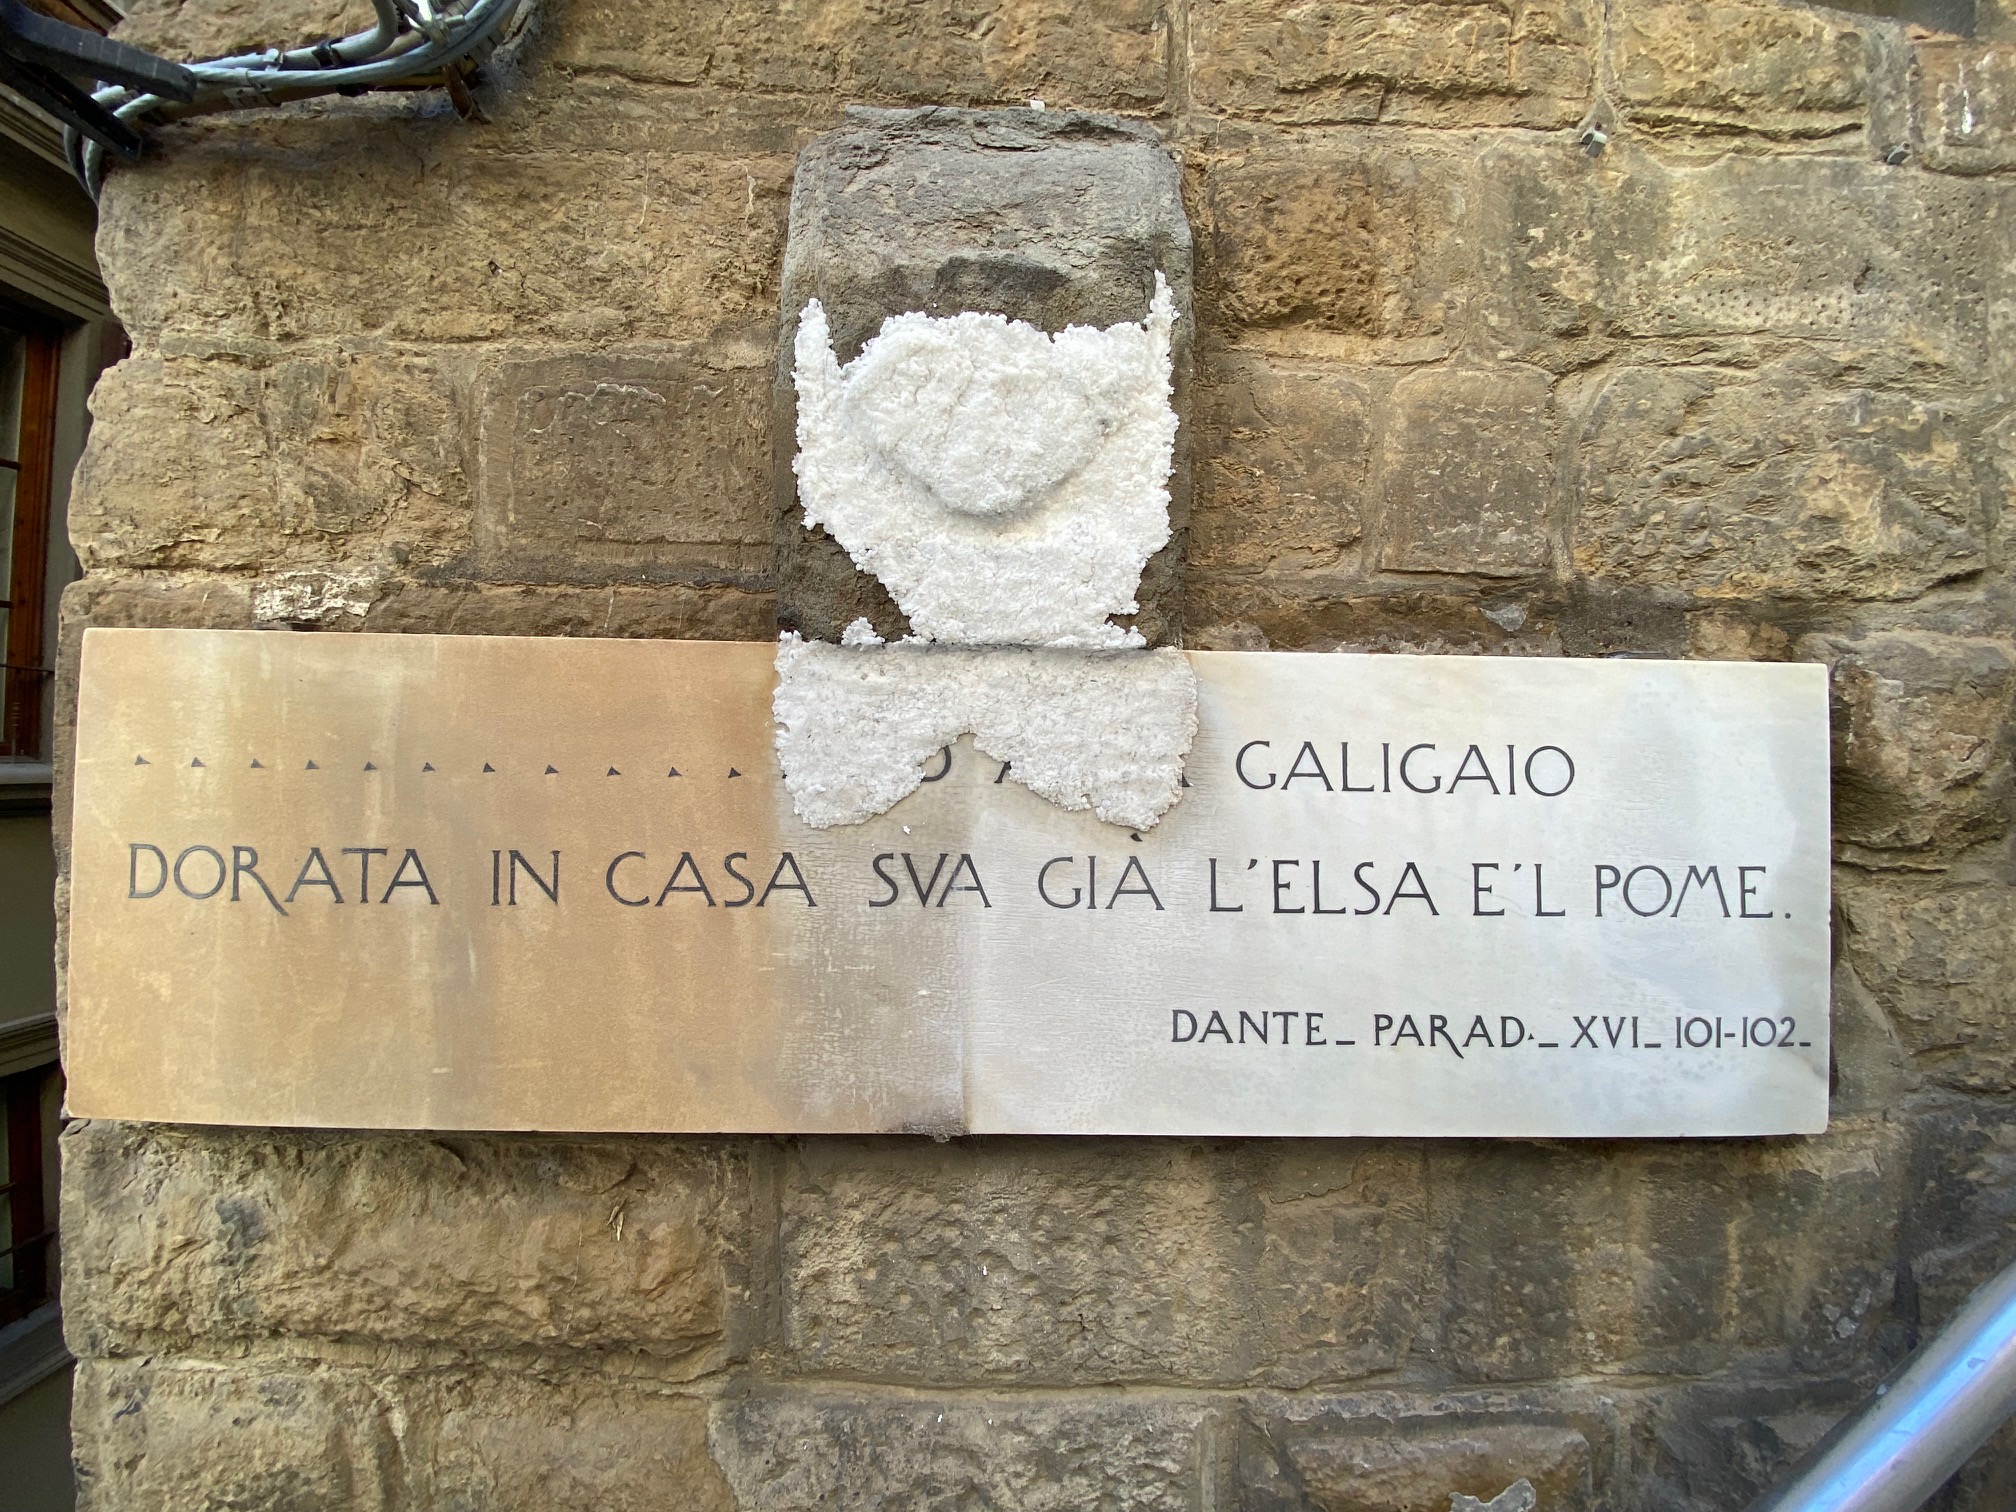 . . . . . . . . . . . GALIGAIO
DORATA IN CASA SVA GIÀ L'ELSA E'L POME.
DANTE_ PARAD._ XVI_ 101-102_